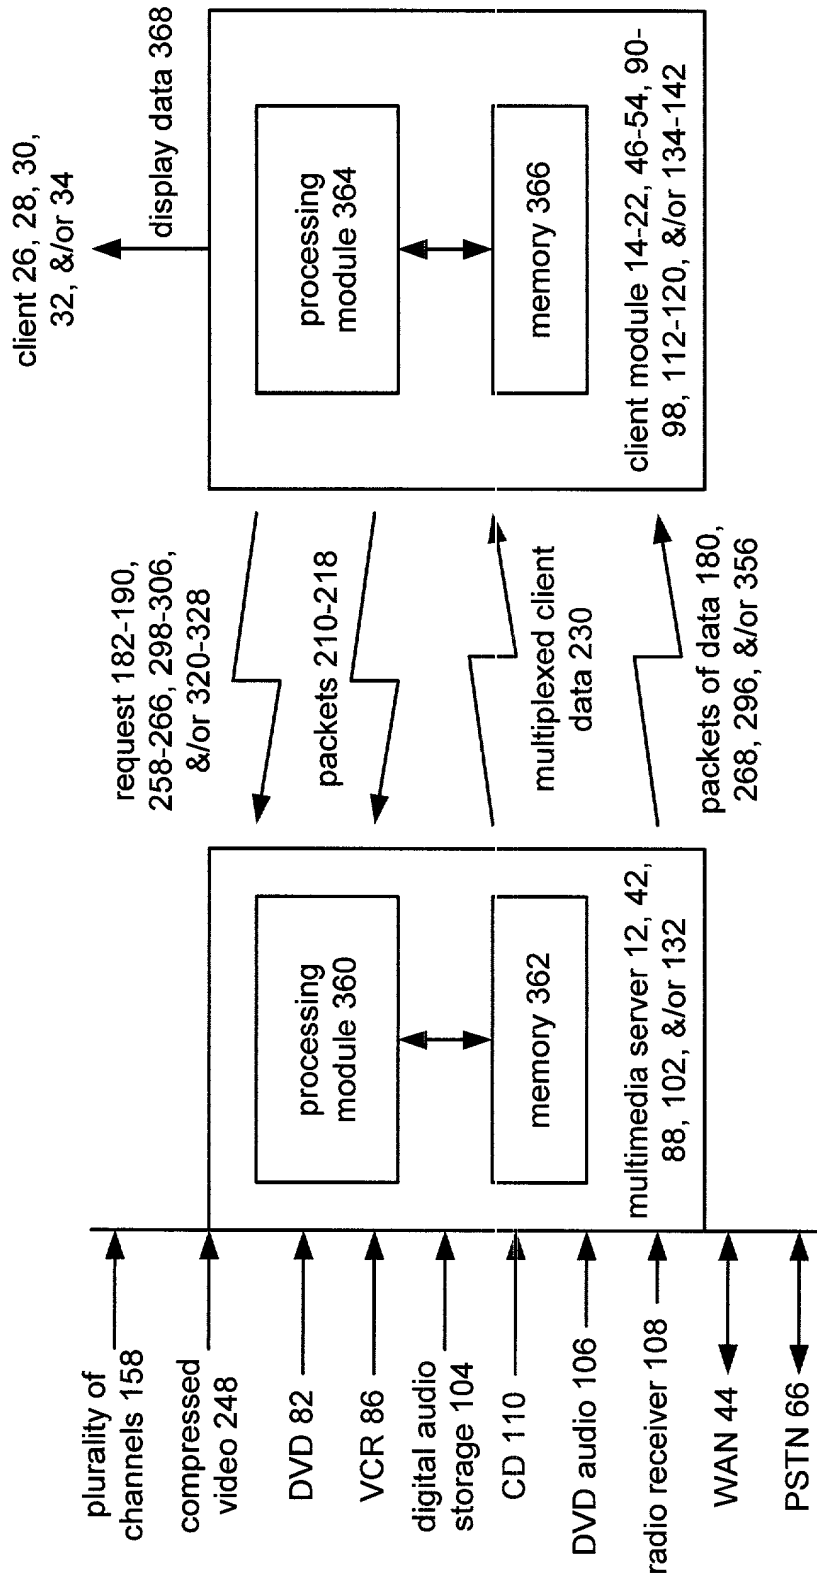 plurality of
channels 158
compressed
video 248
DVD 82
VCR 86
digital audio
storage 104
CD 110
DVD audio 106
radio receiver 108
WAN 44
PSTN 66
processing
module 360
memory 362
multimedia server 12, 42,
88, 102, &/or 132
request 182-190,
258-266, 298-306,
&/or 320-328
packets 210-218
multiplexed client
data 230
packets of data 180,
268, 296, &/or 356
client 26, 28, 30,
32, &/or 34
display data 368
processing
module 364
memory 366
client module 14-22, 46-54, 90-
98, 112-120, &/or 134-142